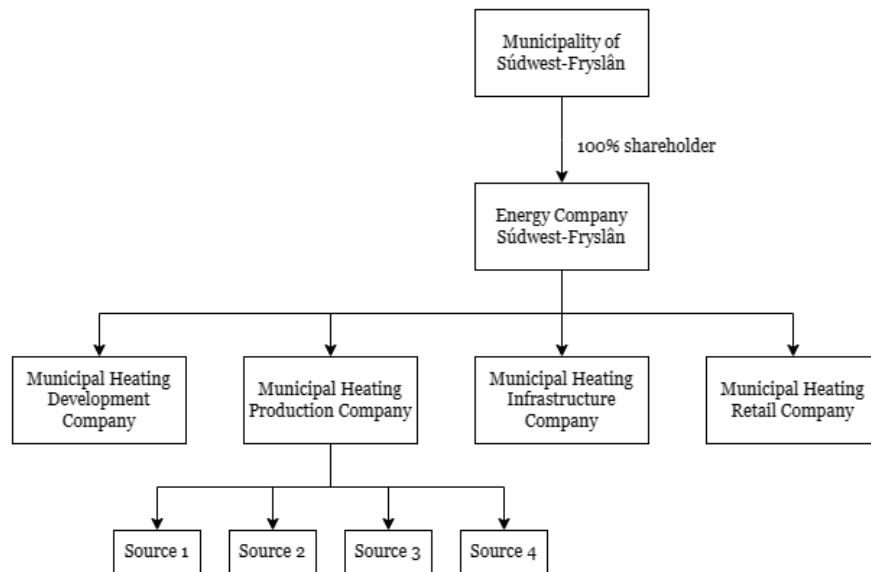 Municipality of
Súdwest-Fryslân
100% shareholder
Energy Company
Súdwest-Fryslân
Municipal Heating
Development
Company
Municipal Heating
Production Company
Municipal Heating
Infrastructure
Company
Municipal Heating
Retail Company
Source 1
Source 2
Source 3
Source 4